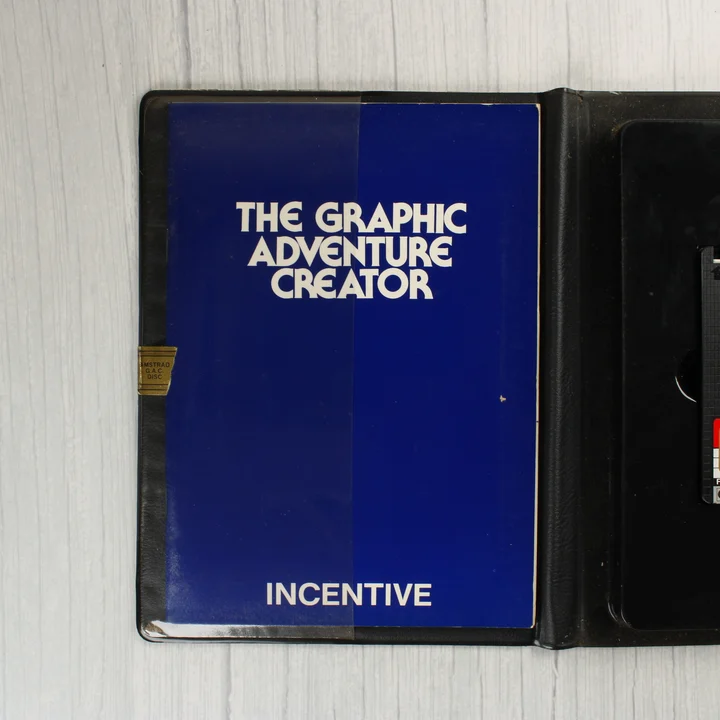 THE GRAPHIC
ADVENTURE
CREATOR
AMSTRAD
G.A.C.
DISC
INCENTIVE